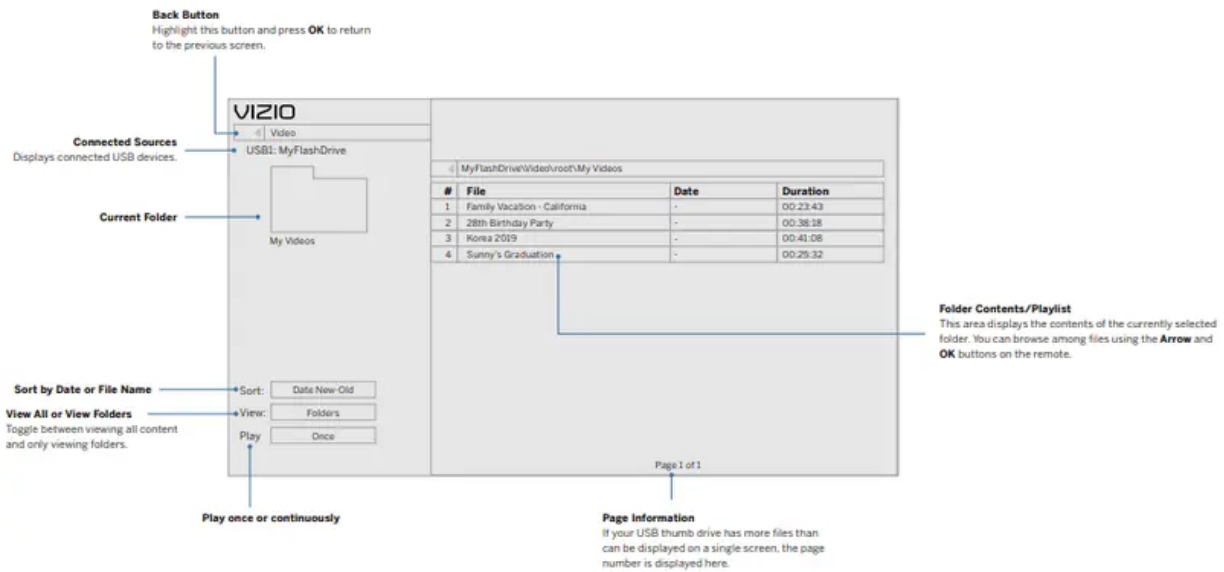 Back Button
Highlight this button and press OK to return
to the previous screen.
VIZIO
Video
Connected Sources
Displays connected USB devices.
USB1: MyFlashDrive
MyFlashDrive\Video\root\My Videos
# File Date Duration
1 Family Vacation - California - 00:23:43
2 28th Birthday Party - 00:38:18
3 Korea 2019 - 00:41:08
4 Sunny's Graduation - 00:25:32
Current Folder
My Videos
Folder Contents/Playlist
This area displays the contents of the currently selected
folder. You can browse among files using the Arrow and
OK buttons on the remote.
Sort by Date or File Name
Sort: Date New-Old
View All or View Folders
Toggle between viewing all content
and only viewing folders.
View: Folders
Play Once
Page 1 of 1
Play once or continuously
Page Information
If your USB thumb drive has more files than
can be displayed on a single screen, the page
number is displayed here.